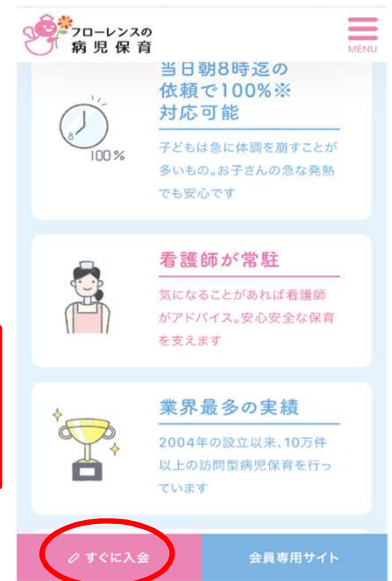 フローレンスの
病児保育
MENU
当日朝8時迄の
依頼で100%※
対応可能
100%
子どもは急に体調を崩すことが
多いもの。お子さんの急な発熱
でも安心です
看護師が常駐
気になることがあれば看護師
がアドバイス。安心安全な保育
を支えます
業界最多の実績
2004年の設立以来、10万件
以上の訪問型病児保育を行っ
ています
すぐに入会
会員専用サイト